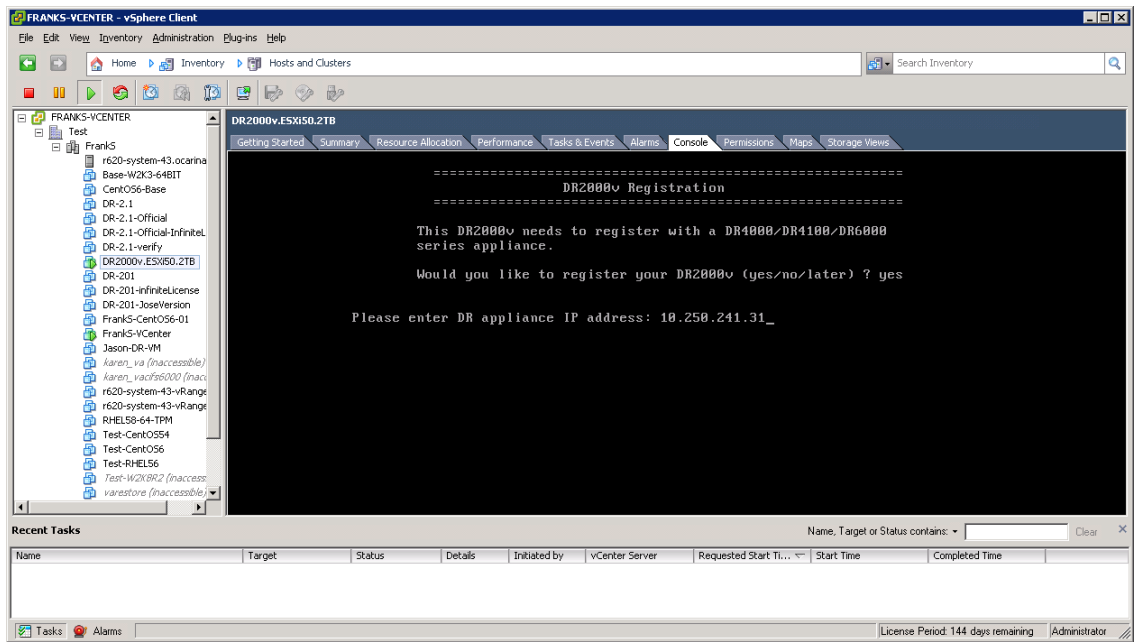 FRANKS-VCENTER - vSphere Client
File Edit View Inventory Administration Plug-ins Help
Home Inventory Hosts and Clusters Search Inventory
FRANKS-VCENTER
Test
FrankS
r620-system-43.ocarina
Base-W2K3-64BIT
CentOS6-Base
DR-2.1
DR-2.1-Official
DR-2.1-Official-InfiniteL
DR-2.1-verify
DR2000v.ESXi50.2TB
DR-201
DR-201-infiniteLicense
DR-201-JoseVersion
FrankS-CentOS6-01
FrankS-VCenter
Jason-DR-VM
karen_va (inaccessible)
karen_vacifs6000 (inacc
r620-system-43-vRange
r620-system-43-vRange
RHEL58-64-TPM
Test-CentOS54
Test-CentOS6
Test-RHEL56
Test-W2K8R2 (inaccess
varestore (inaccessible)
DR2000v.ESXi50.2TB
Getting Started Summary Resource Allocation Performance Tasks & Events Alarms Console Permissions Maps Storage Views
==========================================================
DR2000v Registration
==========================================================
This DR2000v needs to register with a DR4000/DR4100/DR6000
series appliance.
Would you like to register your DR2000v (yes/no/later) ? yes
Please enter DR appliance IP address: 10.250.241.31_
Recent Tasks Name, Target or Status contains: Clear
Name Target Status Details Initiated by vCenter Server Requested Start Ti... Start Time Completed Time
Tasks Alarms License Period: 144 days remaining Administrator